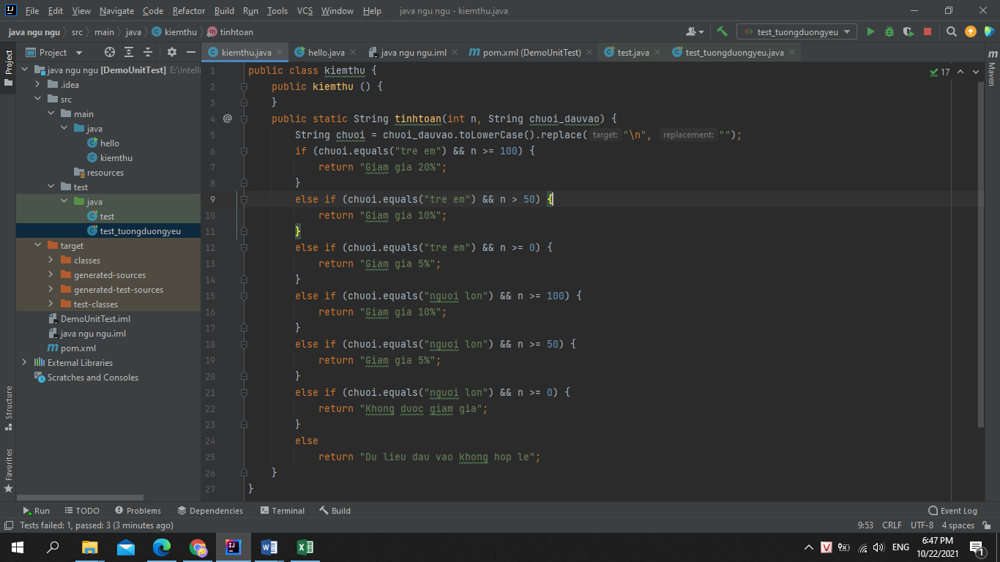 File Edit View Navigate Code Refactor Build Run Tools VCS Window Help java ngu ngu - kiemthu.java
java ngu ngu src main java kiemthu tinhtoan test_tuongduongyeu
Project kiemthu.java hello.java java ngu ngu.iml pom.xml (DemoUnitTest) test.java test_tuongduongyeu.java
Project
Structure
Favorites
java ngu ngu [DemoUnitTest] E:\Intelli
.idea
src
main
java
hello
kiemthu
resources
test
java
test
test_tuongduongyeu
target
classes
generated-sources
generated-test-sources
test-classes
DemoUnitTest.iml
java ngu ngu.iml
pom.xml
External Libraries
Scratches and Consoles
1 public class kiemthu {
2 public kiemthu () {
3 }
4 @ public static String tinhtoan(int n, String chuoi_dauvao) {
5 String chuoi = chuoi_dauvao.toLowerCase().replace( target: "\n", replacement: "");
6 if (chuoi.equals("tre em") && n >= 100) {
7 return "Giam gia 20%";
8 }
9 else if (chuoi.equals("tre em") && n > 50) {
10 return "Giam gia 10%";
11 }
12 else if (chuoi.equals("tre em") && n >= 0) {
13 return "Giam gia 5%";
14 }
15 else if (chuoi.equals("nguoi lon") && n >= 100) {
16 return "Giam gia 10%";
17 }
18 else if (chuoi.equals("nguoi lon") && n >= 50) {
19 return "Giam gia 5%";
20 }
21 else if (chuoi.equals("nguoi lon") && n >= 0) {
22 return "Khong duoc giam gia";
23 }
24 else
25 return "Du lieu dau vao khong hop le";
26 }
27 }
17
m Maven
Run TODO Problems Dependencies Terminal Build Event Log
Tests failed: 1, passed: 3 (3 minutes ago) 9:53 CRLF UTF-8 4 spaces
ENG 6:47 PM
10/22/2021
1